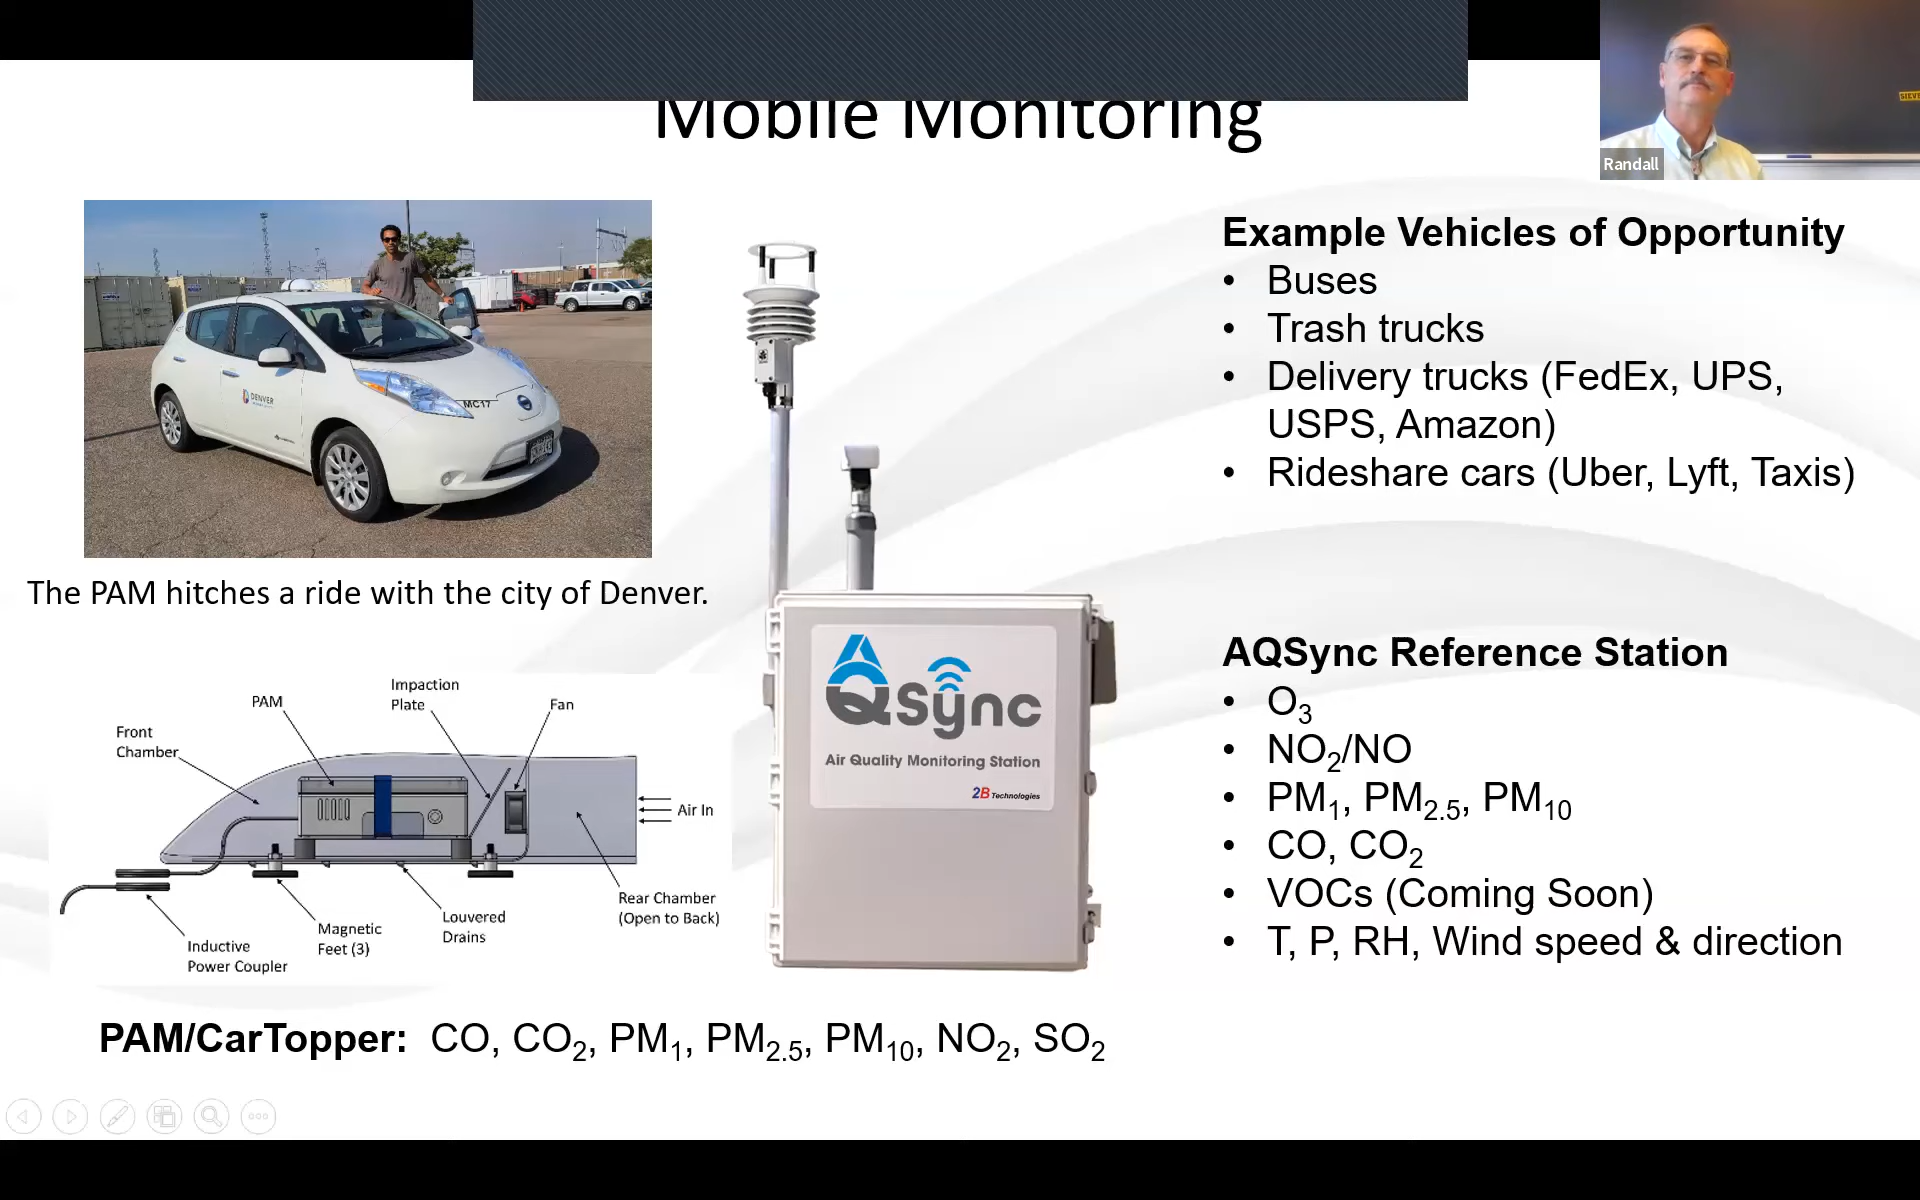 Mobile Monitoring
Randall
SIEV
DENVER
MC17
The PAM hitches a ride with the city of Denver.
Example Vehicles of Opportunity
• Buses
• Trash trucks
• Delivery trucks (FedEx, UPS,
USPS, Amazon)
• Rideshare cars (Uber, Lyft, Taxis)
AQSync
Air Quality Monitoring Station
2B Technologies
PAM
Impaction
Plate
Fan
Front
Chamber
Air In
Rear Chamber
(Open to Back)
Louvered
Drains
Magnetic
Feet (3)
Inductive
Power Coupler
AQSync Reference Station
• O₃
• NO₂/NO
• PM₁, PM₂.₅, PM₁₀
• CO, CO₂
• VOCs (Coming Soon)
• T, P, RH, Wind speed & direction
PAM/CarTopper: CO, CO₂, PM₁, PM₂.₅, PM₁₀, NO₂, SO₂